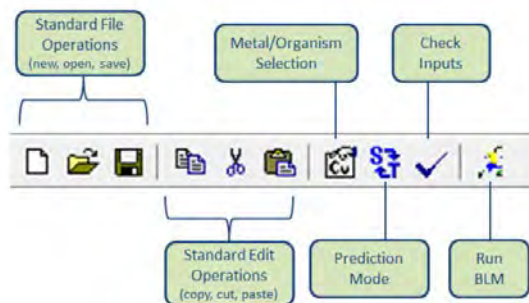 Standard File
Operations
(new, open, save)
Metal/Organism
Selection
Check
Inputs
Cu
S
T
Standard Edit
Operations
(copy, cut, paste)
Prediction
Mode
Run
BLM